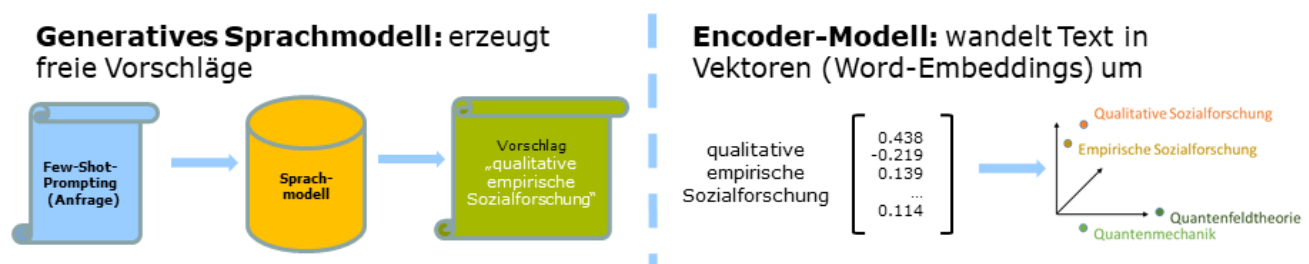 Generatives Sprachmodell: erzeugt
freie Vorschläge
Few-Shot-
Prompting
(Anfrage)
Sprach-
modell
Vorschlag
„qualitative
empirische
Sozialforschung“
Encoder-Modell: wandelt Text in
Vektoren (Word-Embeddings) um
qualitative
empirische
Sozialforschung
0.438
-0.219
0.139
...
0.114
Qualitative Sozialforschung
Empirische Sozialforschung
Quantenfeldtheorie
Quantenmechanik